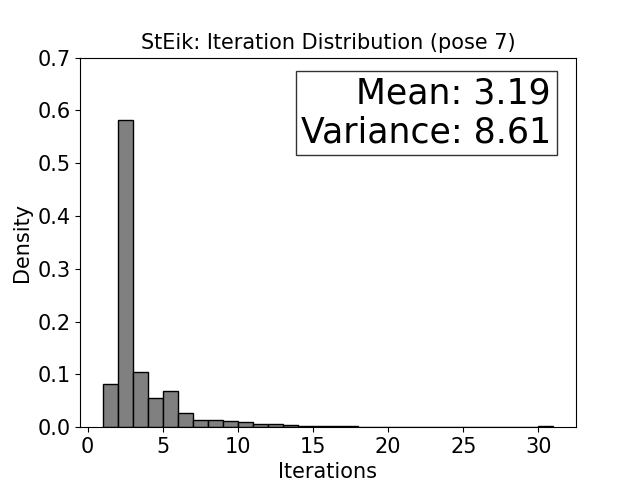 StEik: Iteration Distribution (pose 7)
Mean: 3.19
Variance: 8.61
Density
0.7
0.6
0.5
0.4
0.3
0.2
0.1
0.0
0 5 10 15 20 25 30
Iterations